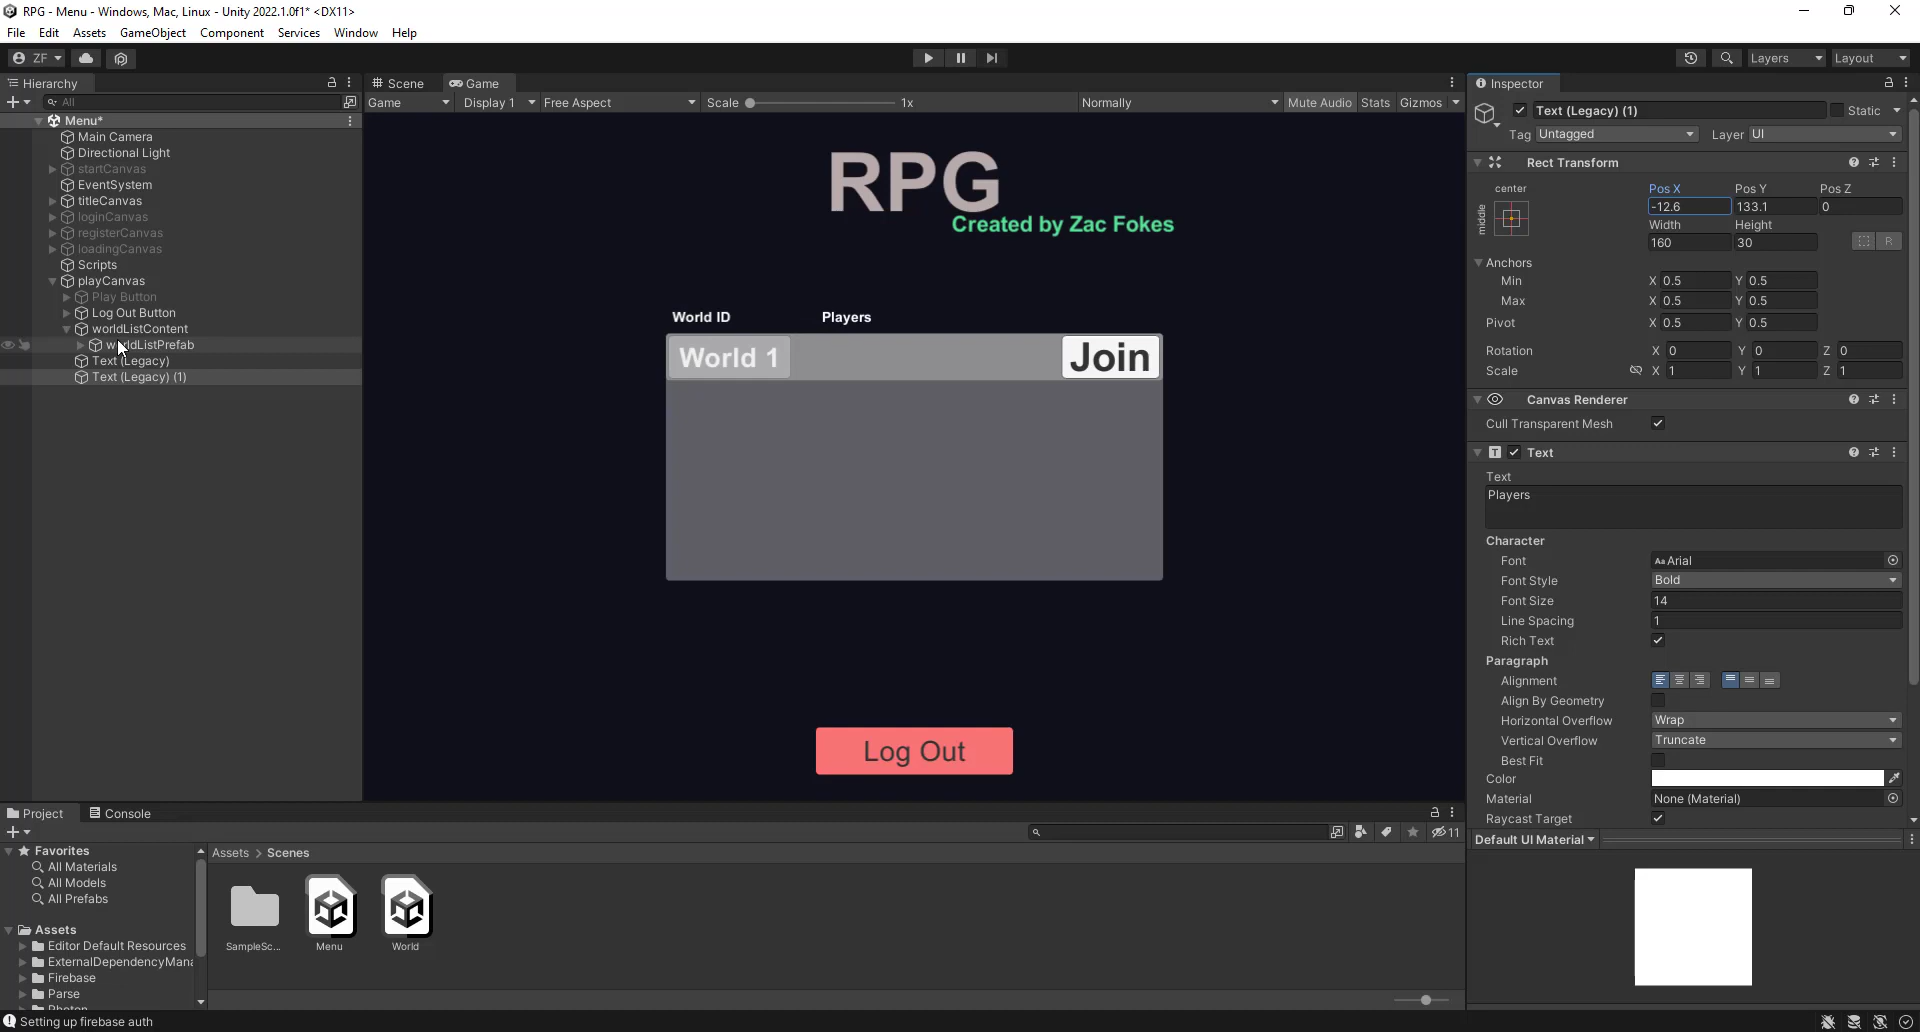 RPG - Menu - Windows, Mac, Linux - Unity 2022.1.0f1* <DX11>
File Edit Assets GameObject Component Services Window Help
ZF Layers Layout
Hierarchy Scene Game Inspector
All Game Display 1 Free Aspect Scale 1x Normally Mute Audio Stats Gizmos
Menu*
Main Camera
Directional Light
startCanvas
EventSystem
titleCanvas
loginCanvas
registerCanvas
loadingCanvas
Scripts
playCanvas
Play Button
Log Out Button
worldListContent
worldListPrefab
Text (Legacy)
Text (Legacy) (1)
RPG
Created by Zac Fokes
World ID Players
World 1 Join
Log Out
Text (Legacy) (1) Static
Tag Untagged Layer UI
Rect Transform
center Pos X Pos Y Pos Z
middle -12.6 133.1 0
Width Height
160 30 R
Anchors
Min X 0.5 Y 0.5
Max X 0.5 Y 0.5
Pivot X 0.5 Y 0.5
Rotation X 0 Y 0 Z 0
Scale X 1 Y 1 Z 1
Canvas Renderer
Cull Transparent Mesh
Text
Text
Players
Character
Font Arial
Font Style Bold
Font Size 14
Line Spacing 1
Rich Text
Paragraph
Alignment
Align By Geometry
Horizontal Overflow Wrap
Vertical Overflow Truncate
Best Fit
Color
Material None (Material)
Raycast Target
Default UI Material
Project Console
11
Favorites
All Materials
All Models
All Prefabs
Assets
Editor Default Resources
ExternalDependencyMana
Firebase
Parse
Photon
Assets > Scenes
SampleSc... Menu World
Setting up firebase auth